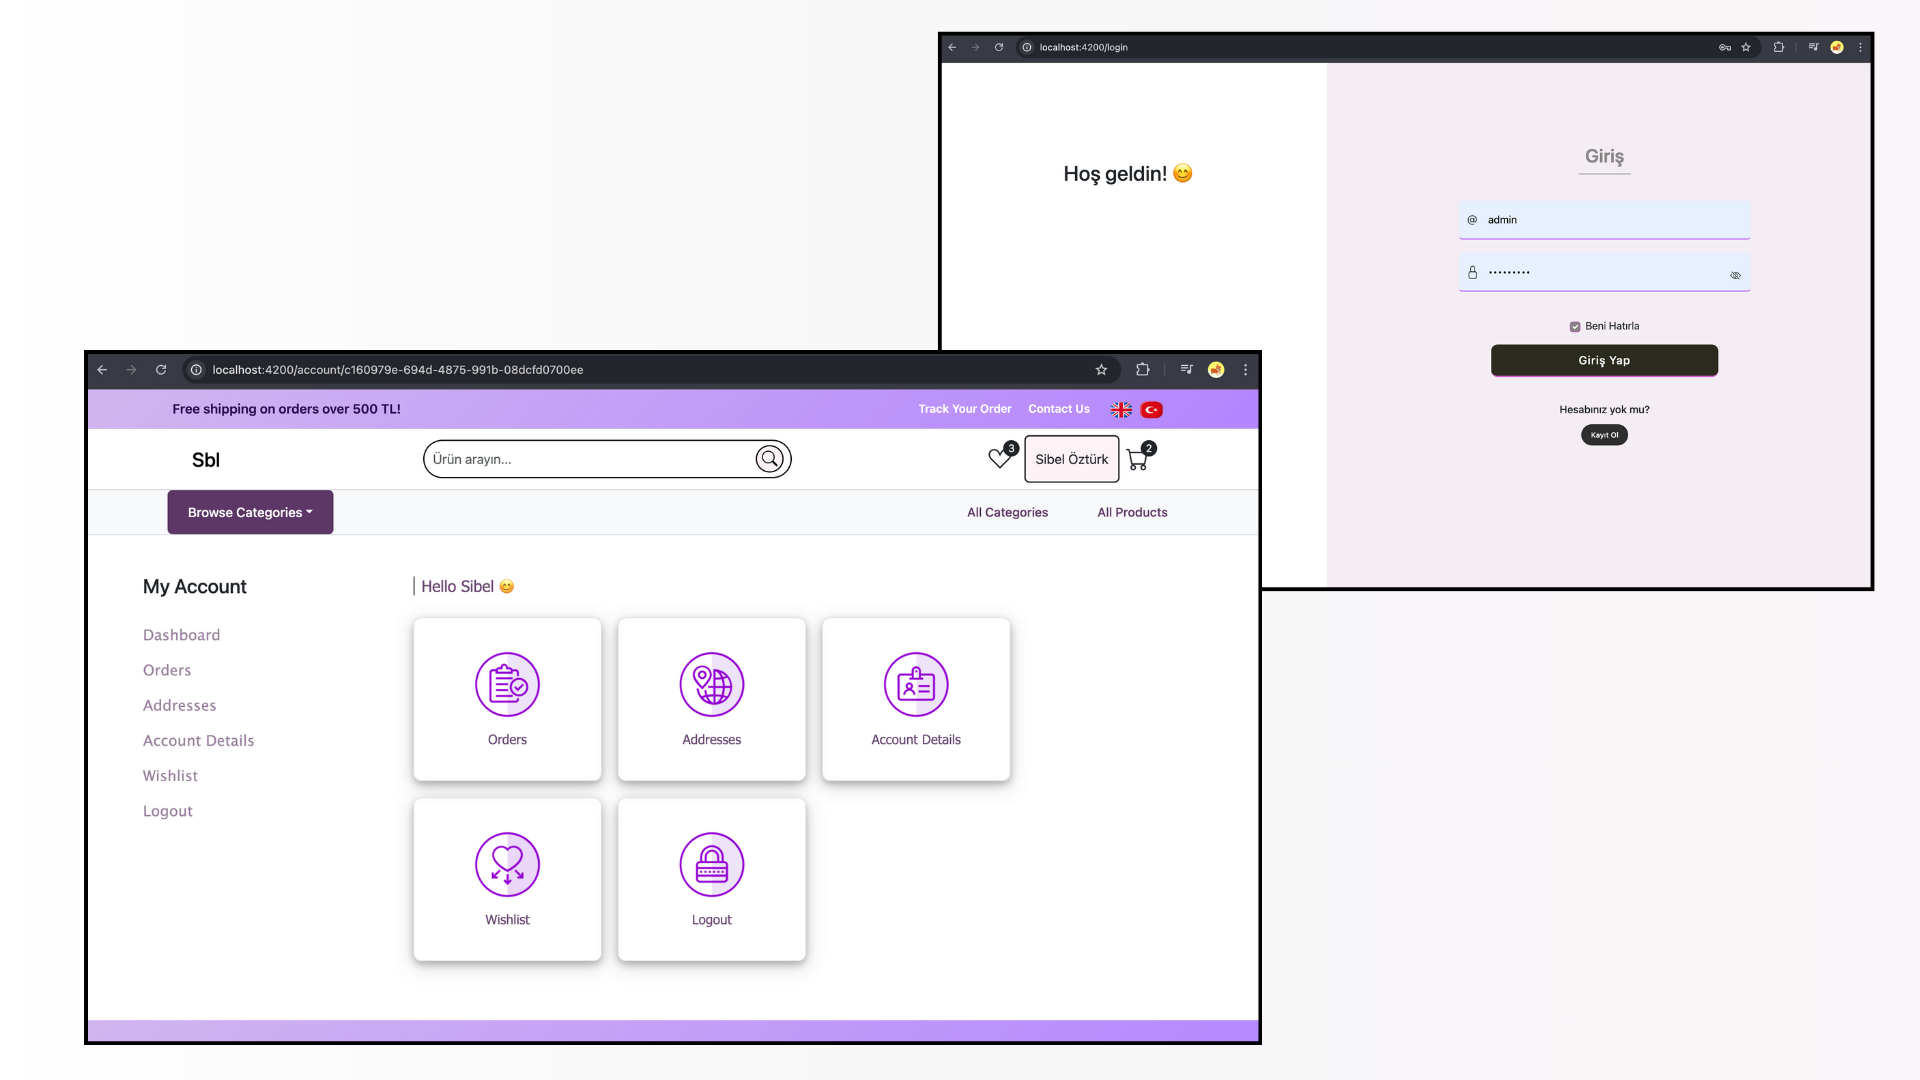 localhost:4200/login
Hoş geldin! 😊
Giriş
@ admin
•••••••••
Beni Hatırla
Giriş Yap
Hesabınız yok mu?
Kayıt Ol
localhost:4200/account/c160979e-694d-4875-991b-08dcfd0700ee
Free shipping on orders over 500 TL!
Track Your Order
Contact Us
Sbl
Ürün arayın...
3
Sibel Öztürk
2
Browse Categories
All Categories
All Products
My Account
Dashboard
Orders
Addresses
Account Details
Wishlist
Logout
Hello Sibel 😊
Orders
Addresses
Account Details
Wishlist
Logout